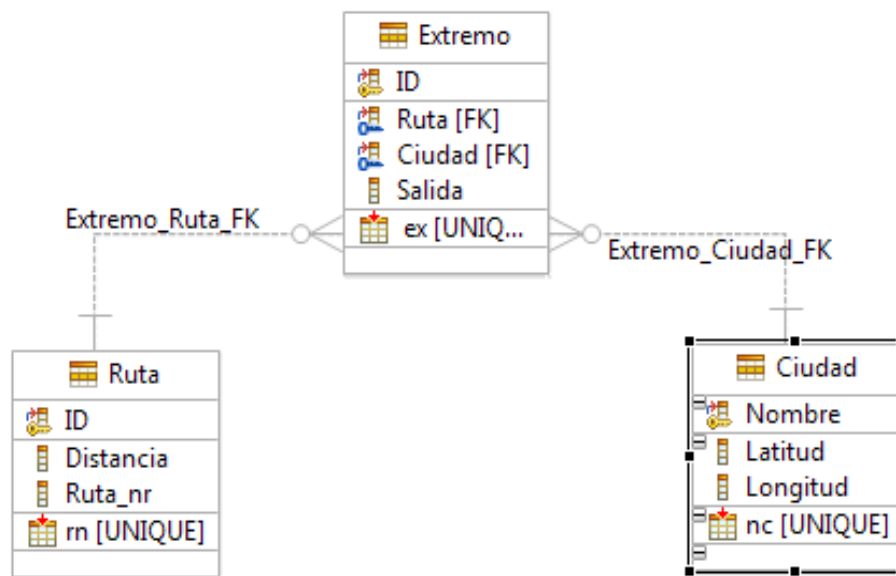 Extremo
ID
Ruta [FK]
Ciudad [FK]
Salida
ex [UNIQ...
Extremo_Ruta_FK
Extremo_Ciudad_FK
Ruta
ID
Distancia
Ruta_nr
rn [UNIQUE]
Ciudad
Nombre
Latitud
Longitud
nc [UNIQUE]